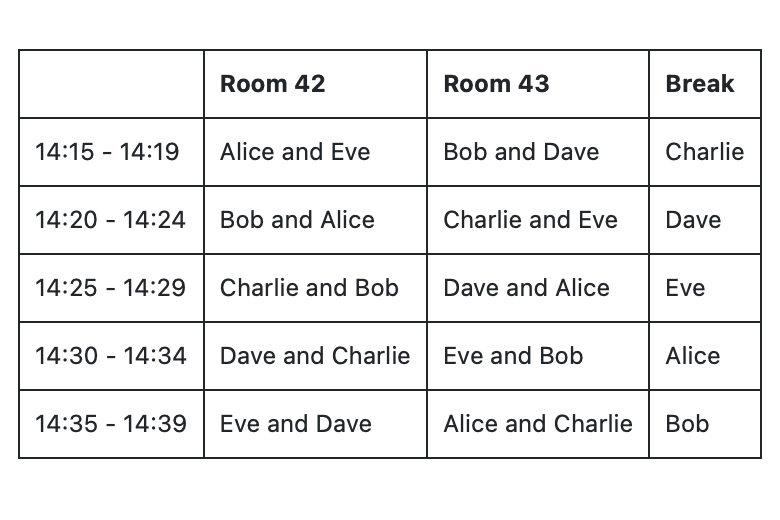 Room 42 Room 43 Break
14:15 - 14:19 Alice and Eve Bob and Dave Charlie
14:20 - 14:24 Bob and Alice Charlie and Eve Dave
14:25 - 14:29 Charlie and Bob Dave and Alice Eve
14:30 - 14:34 Dave and Charlie Eve and Bob Alice
14:35 - 14:39 Eve and Dave Alice and Charlie Bob